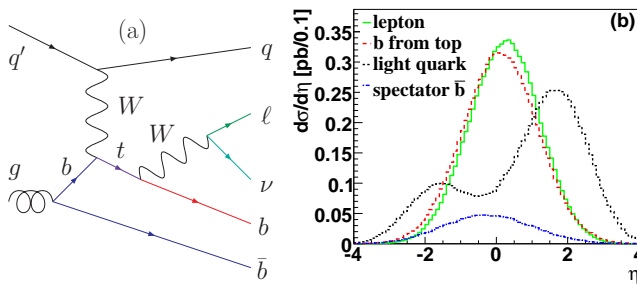 (a)
q′
q
W
W
ℓ
g
b
t
ν
b
b̄
(b)
lepton
b from top
light quark
spectator b̄
dσ/dη [pb/0.1]
0.35
0.3
0.25
0.2
0.15
0.1
0.05
0
-4 -2 0 2 4
η